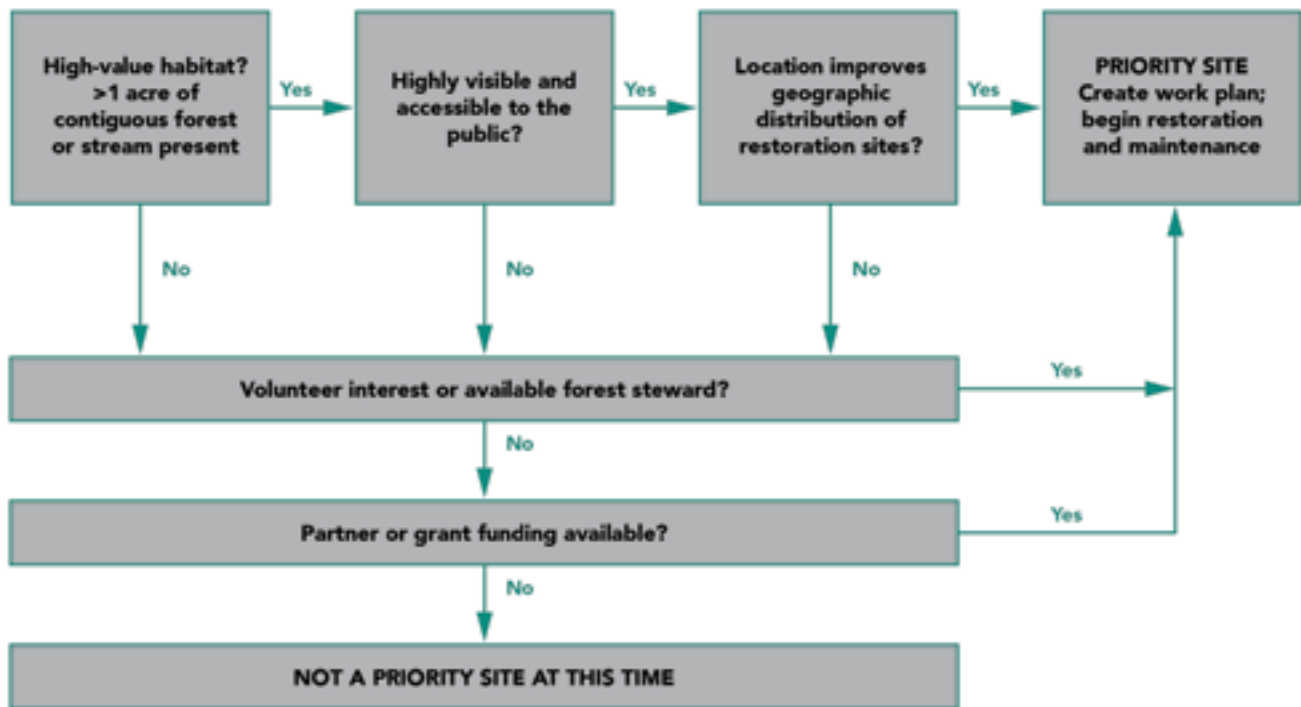 High-value habitat?
>1 acre of
contiguous forest
or stream present
Yes
Highly visible and
accessible to the
public?
Yes
Location improves
geographic
distribution of
restoration sites?
Yes
PRIORITY SITE
Create work plan;
begin restoration
and maintenance
No
No
No
Volunteer interest or available forest steward?
Yes
No
Partner or grant funding available?
Yes
No
NOT A PRIORITY SITE AT THIS TIME